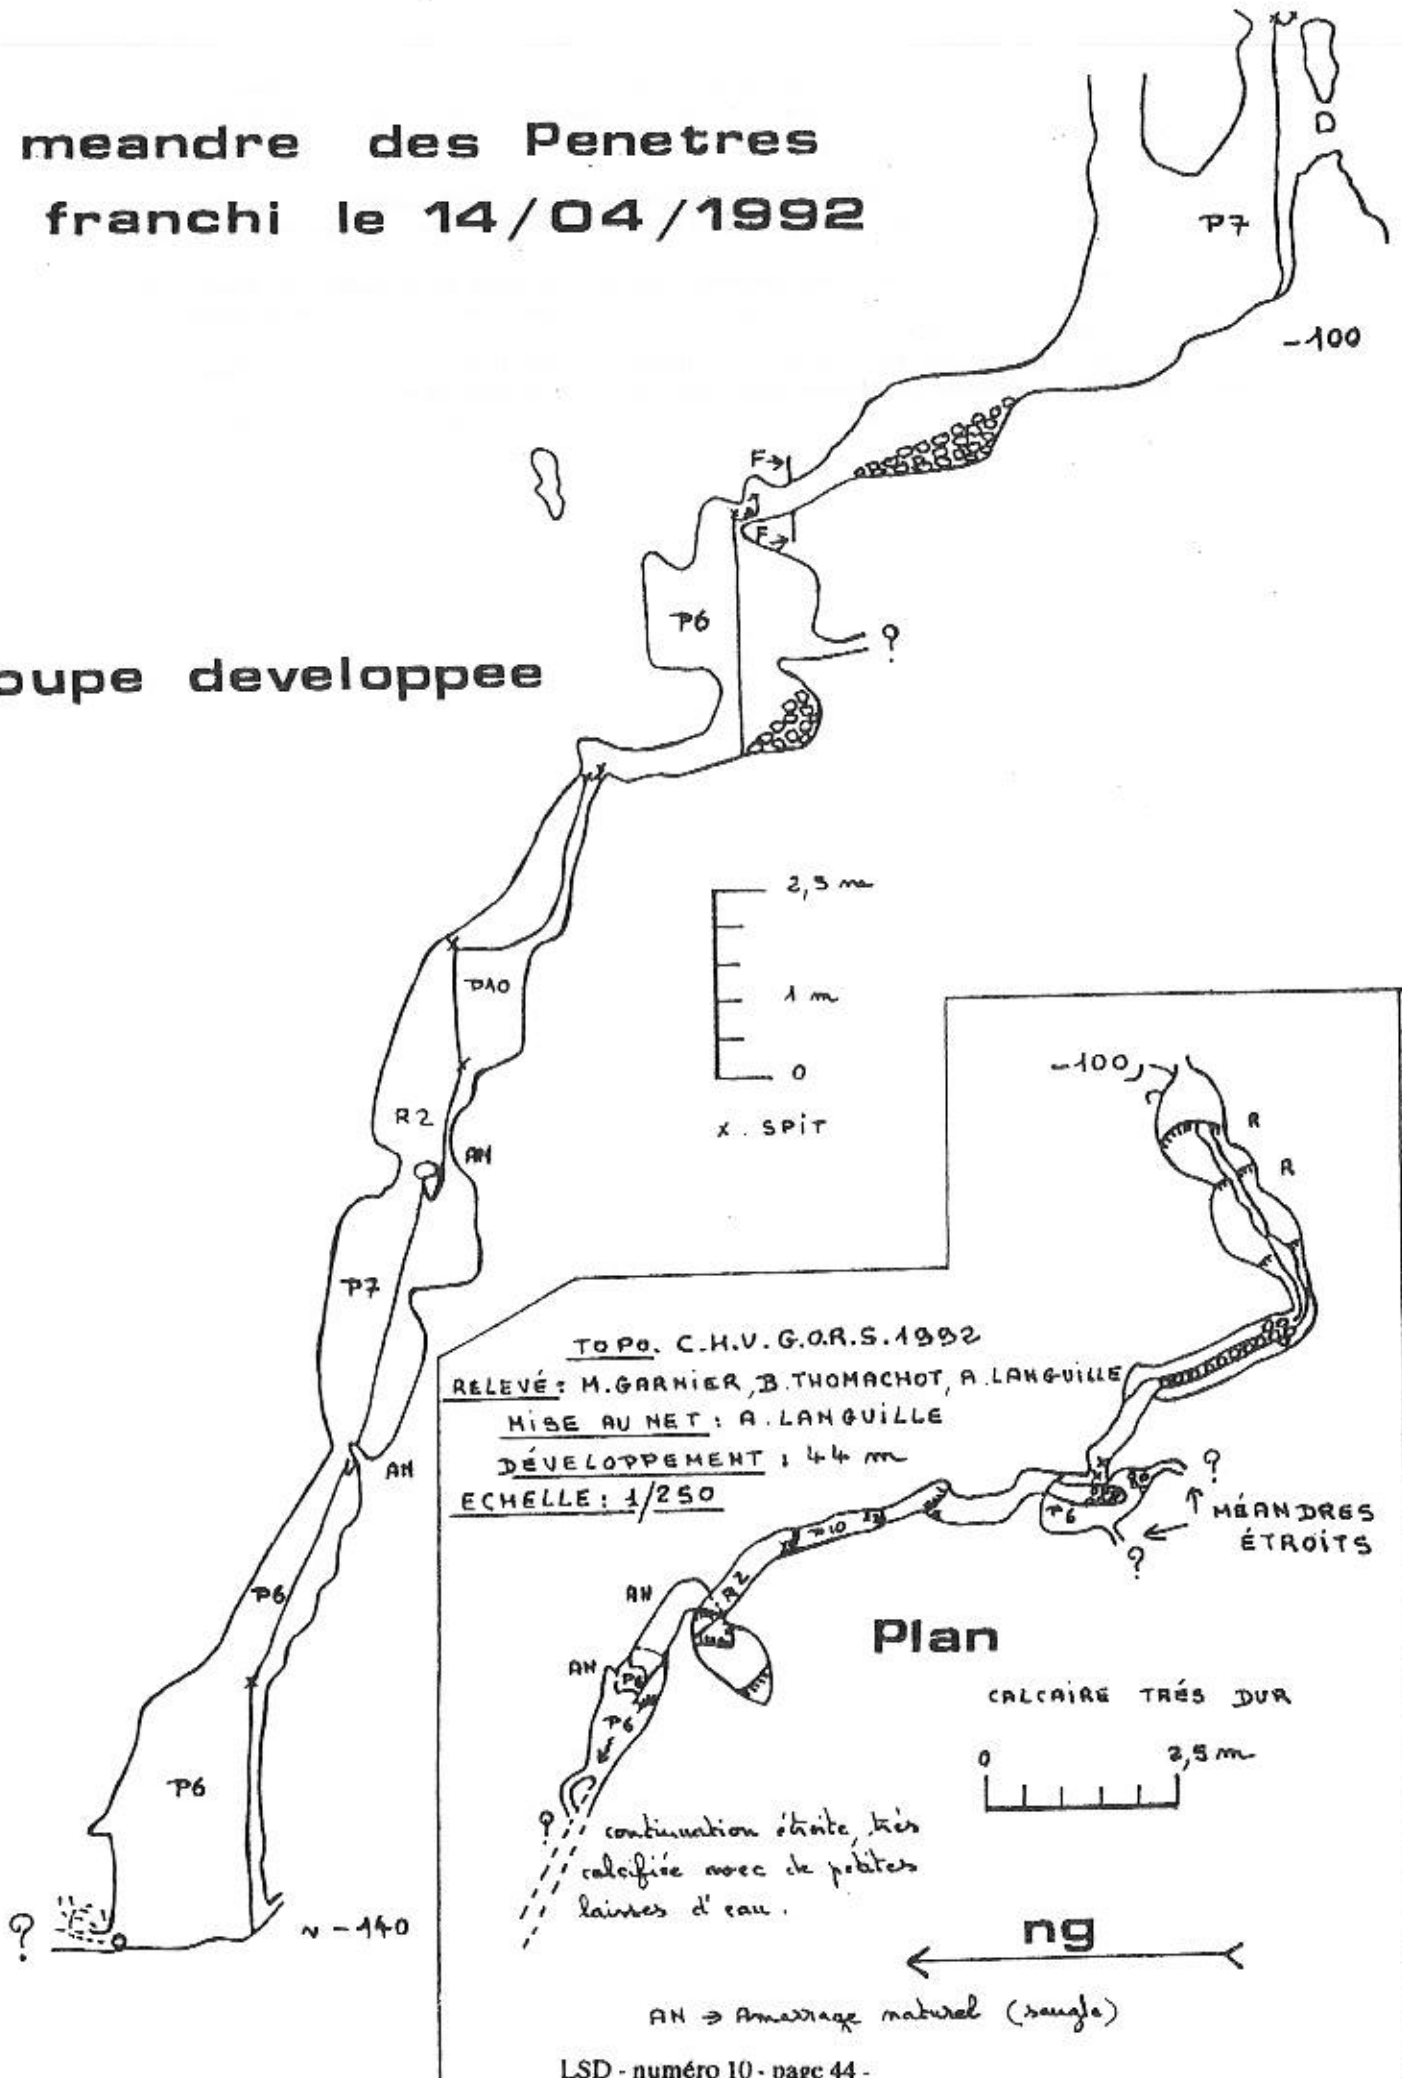 meandre des Penetres
franchi le 14/04/1992
D
P7
-100
F→
F→
P6
?
oupe developpee
2,5 m
1 m
0
x. SPIT
P10
R2
AN
P7
AN
P6
P6
?
~ -140
-100
R
R
TOPO. C.H.V. G.O.R.S. 1992
RELEVÉ: M. GARNIER, B. THOMACHOT, A. LANGUILLE
MISE AU NET: A. LANGUILLE
DÉVELOPPEMENT: 44 m
ECHELLE: 1/250
?
P6
↑ MÉANDRES
← ÉTROITS
?
P10
R2
AN
AN
P6
P6
Plan
CALCAIRE TRÉS DUR
0 2,5 m
? continuation étroite, très
calcifiée avec de petites
laisses d'eau.
ng
AN → Amarrage naturel (sangle)
LSD - numéro 10 - page 44 -